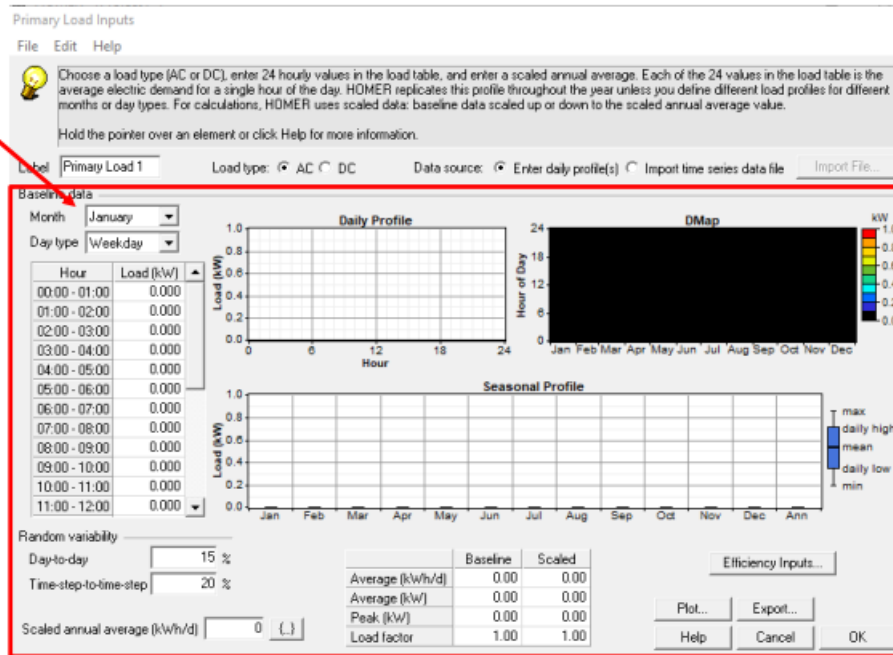 Primary Load Inputs
File Edit Help
Choose a load type (AC or DC), enter 24 hourly values in the load table, and enter a scaled annual average. Each of the 24 values in the load table is the
average electric demand for a single hour of the day. HOMER replicates this profile throughout the year unless you define different load profiles for different
months or day types. For calculations, HOMER uses scaled data: baseline data scaled up or down to the scaled annual average value.
Hold the pointer over an element or click Help for more information.
Label Primary Load 1 Load type: AC DC Data source: Enter daily profile(s) Import time series data file Import File...
Baseline data
Month January
Day type Weekday
Hour Load (kW)
00:00 - 01:00 0.000
01:00 - 02:00 0.000
02:00 - 03:00 0.000
03:00 - 04:00 0.000
04:00 - 05:00 0.000
05:00 - 06:00 0.000
06:00 - 07:00 0.000
07:00 - 08:00 0.000
08:00 - 09:00 0.000
09:00 - 10:00 0.000
10:00 - 11:00 0.000
11:00 - 12:00 0.000
Daily Profile
Load (kW)
1.0
0.8
0.6
0.4
0.2
0.0
0 6 12 18 24
Hour
DMap
Hour of Day
24
18
12
6
0
Jan Feb Mar Apr May Jun Jul Aug Sep Oct Nov Dec
kW
Seasonal Profile
Load (kW)
1.0
0.8
0.6
0.4
0.2
0.0
Jan Feb Mar Apr May Jun Jul Aug Sep Oct Nov Dec Ann
max
daily high
mean
daily low
min
Random variability
Day-to-day 15 %
Time-step-to-time-step 20 %
Scaled annual average (kWh/d) 0 {..}
Baseline Scaled
Average (kWh/d) 0.00 0.00
Average (kW) 0.00 0.00
Peak (kW) 0.00 0.00
Load factor 1.00 1.00
Efficiency Inputs...
Plot... Export...
Help Cancel OK